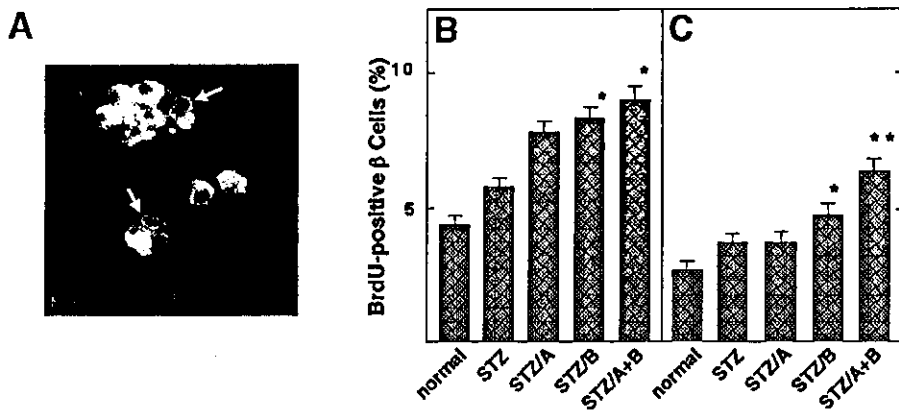 A
B
C
BrdU-positive β Cells (%)
10
5
*
*
*
* *
normal
STZ
STZ/A
STZ/B
STZ/A+B
normal
STZ
STZ/A
STZ/B
STZ/A+B